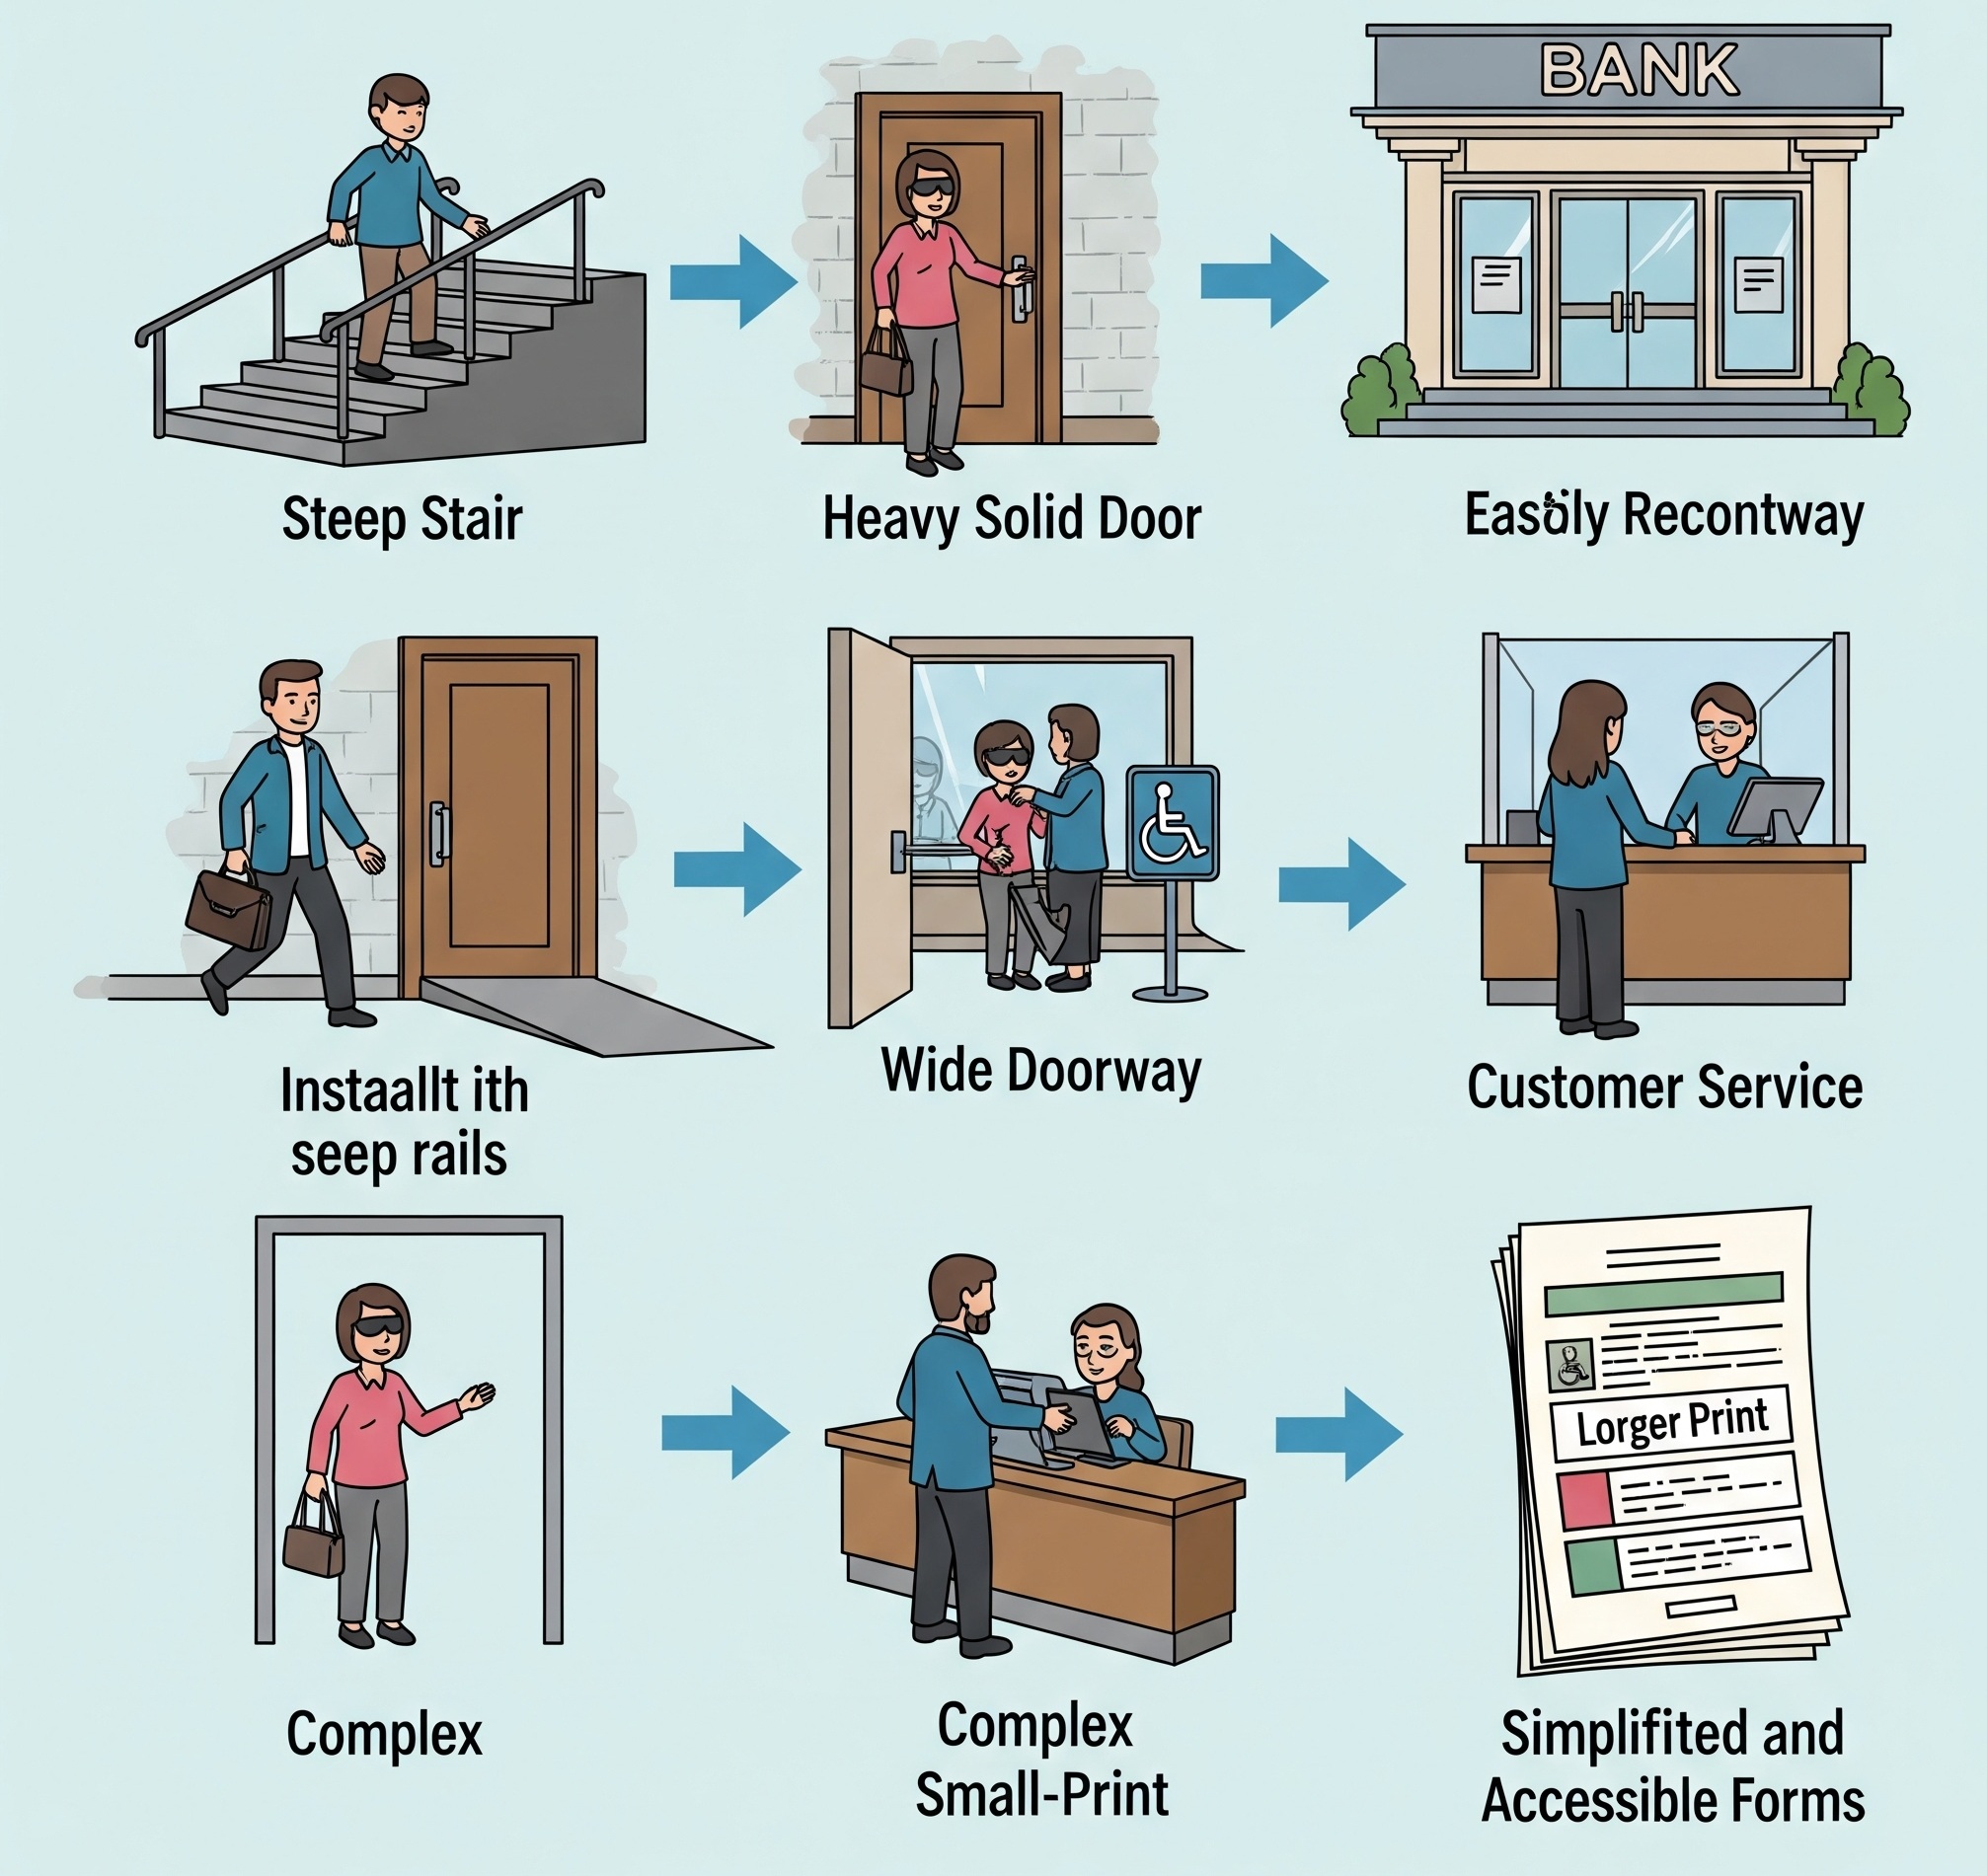 BANK
Steep Stair
Heavy Solid Door
Recontway
Instaallt ith
seep rails
Wide Doorway
Customer Service
Lorger Print
Complex
Complex
Small-Print
Simplifited and
Accessible Forms